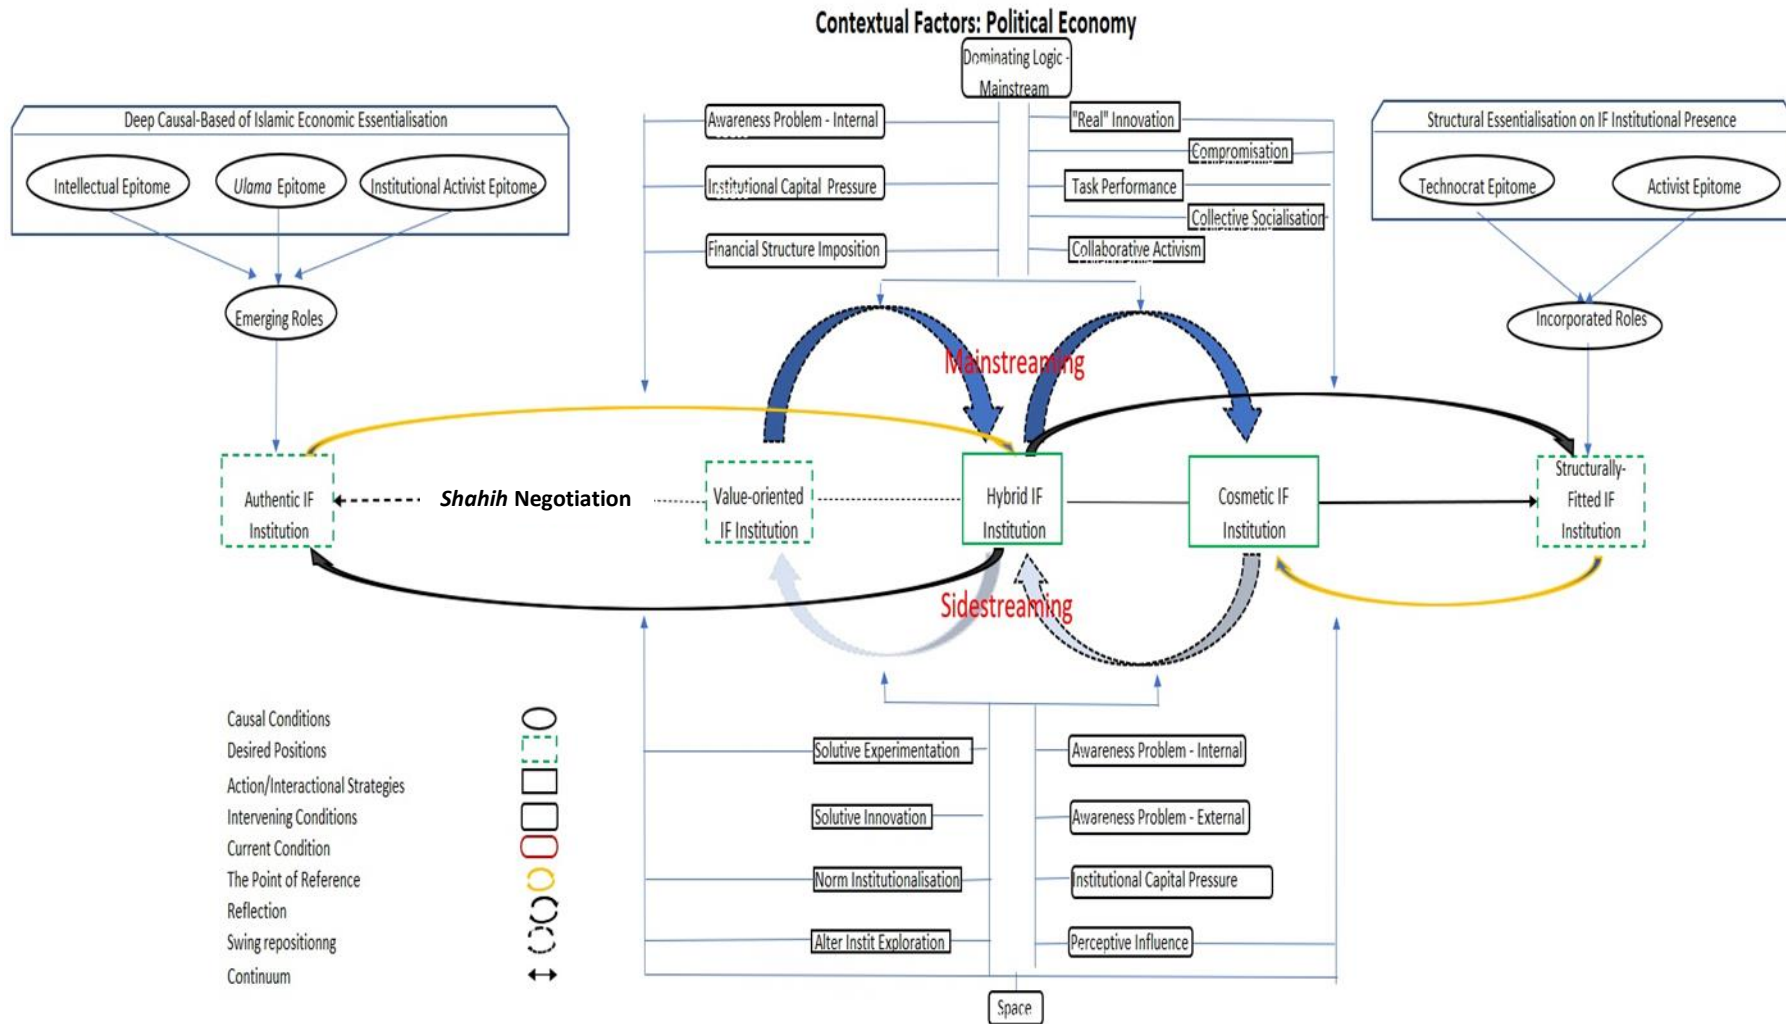 Contextual Factors: Political Economy
Dominating Logic -
Mainstream
Deep Causal-Based of Islamic Economic Essentialisation
Intellectual Epitome
Ulama Epitome
Institutional Activist Epitome
Emerging Roles
Awareness Problem - Internal
Institutional Capital Pressure
Financial Structure Imposition
"Real" Innovation
Compromisation
Task Performance
Collective Socialisation
Collaborative Activism
Structural Essentialisation on IF Institutional Presence
Technocrat Epitome
Activist Epitome
Incorporated Roles
Mainstreaming
Authentic IF
Institution
Shahih Negotiation
Value-oriented
IF Institution
Hybrid IF
Institution
Cosmetic IF
Institution
Structurally-
Fitted IF
Institution
Sidestreaming
Solutive Experimentation
Solutive Innovation
Norm Institutionalisation
Alter Instit Exploration
Awareness Problem - Internal
Awareness Problem - External
Institutional Capital Pressure
Perceptive Influence
Space
Causal Conditions
Desired Positions
Action/Interactional Strategies
Intervening Conditions
Current Condition
The Point of Reference
Reflection
Swing repositionng
Continuum